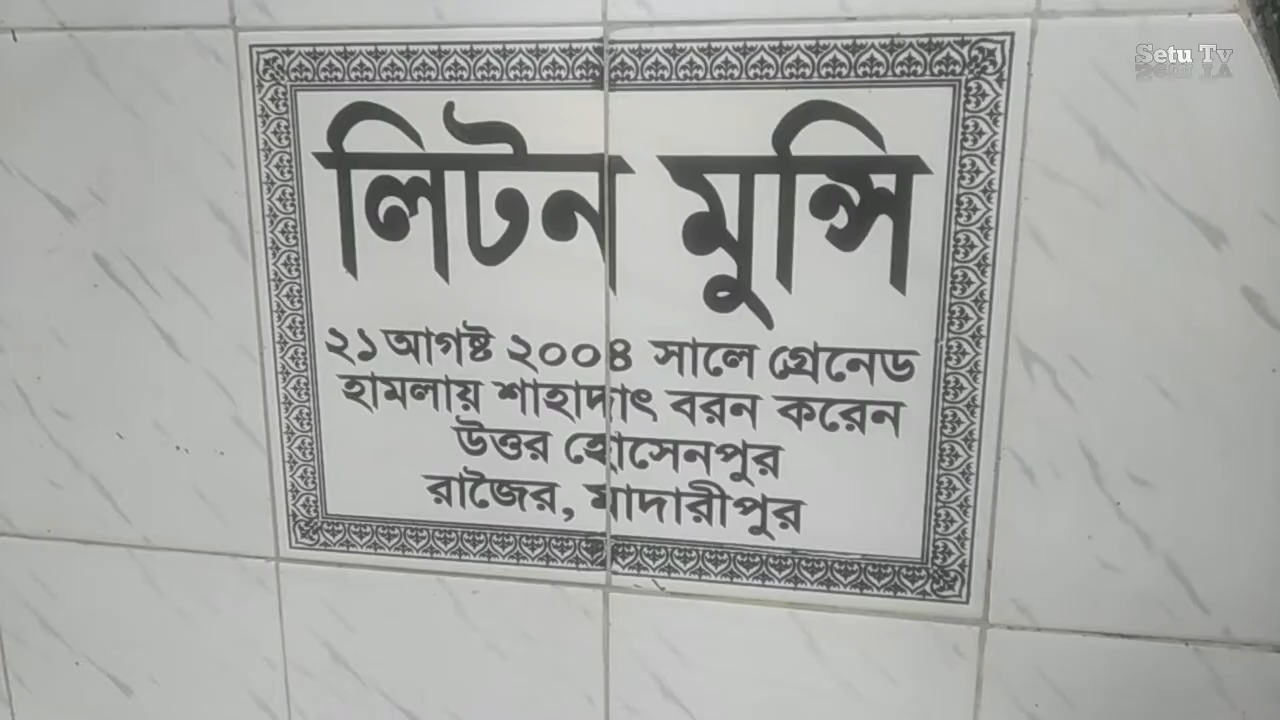 Setu Tv
লিটন মুন্সি
২১ আগষ্ট ২০০৪ সালে গ্রেনেড
হামলায় শাহাদাৎ বরন করেন
উত্তর হোসেনপুর
রাজৈর, মাদারীপুর